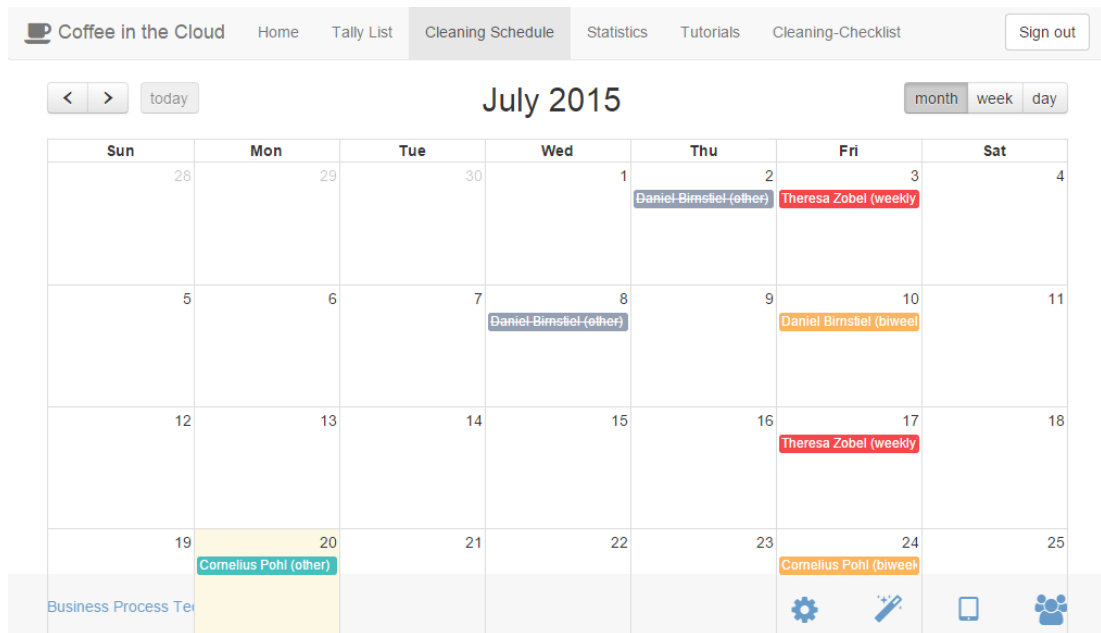 Coffee in the Cloud Home Tally List Cleaning Schedule Statistics Tutorials Cleaning-Checklist Sign out
today July 2015 month week day
Sun Mon Tue Wed Thu Fri Sat
28 29 30 1 2 3 4
Daniel Birnstiel (other) Theresa Zobel (weekly
5 6 7 8 9 10 11
Daniel Birnstiel (other) Daniel Birnstiel (biweel
12 13 14 15 16 17 18
Theresa Zobel (weekly
19 20 21 22 23 24 25
Cornelius Pohl (other) Cornelius Pohl (biweek
Business Process Tec